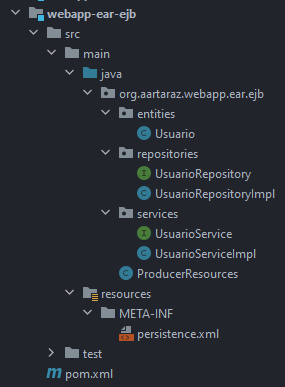 webapp-ear-ejb
src
main
java
org.aartaraz.webapp.ear.ejb
entities
C Usuario
repositories
I UsuarioRepository
C UsuarioRepositoryImpl
services
I UsuarioService
C UsuarioServiceImpl
C ProducerResources
resources
META-INF
persistence.xml
test
m pom.xml